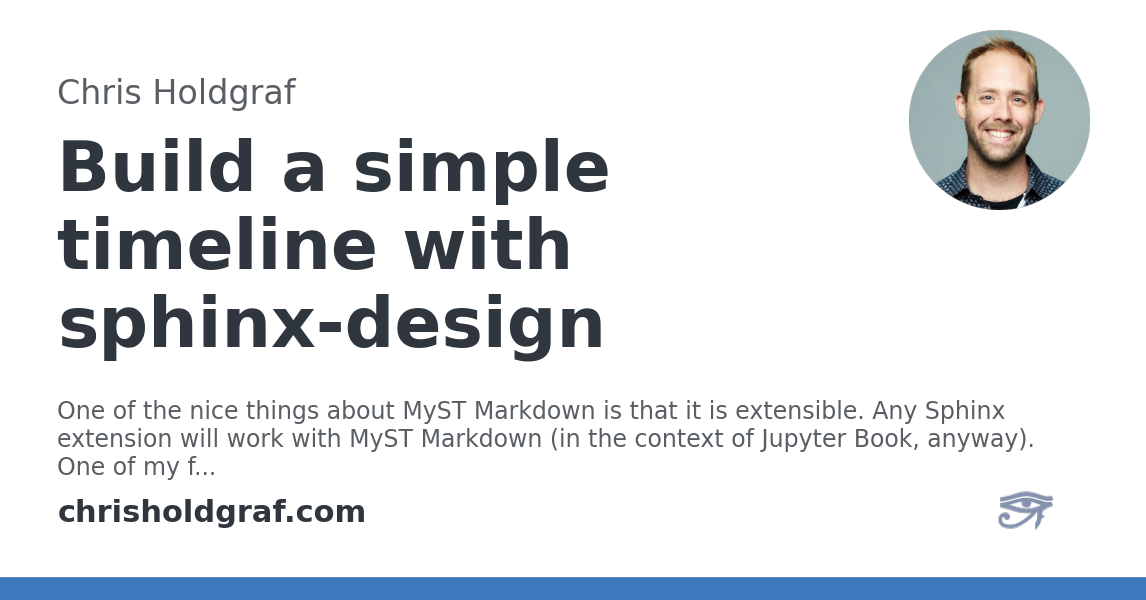 Chris Holdgraf
Build a simple
timeline with
sphinx-design
One of the nice things about MyST Markdown is that it is extensible. Any Sphinx
extension will work with MyST Markdown (in the context of Jupyter Book, anyway).
One of my f...
chrisholdgraf.com